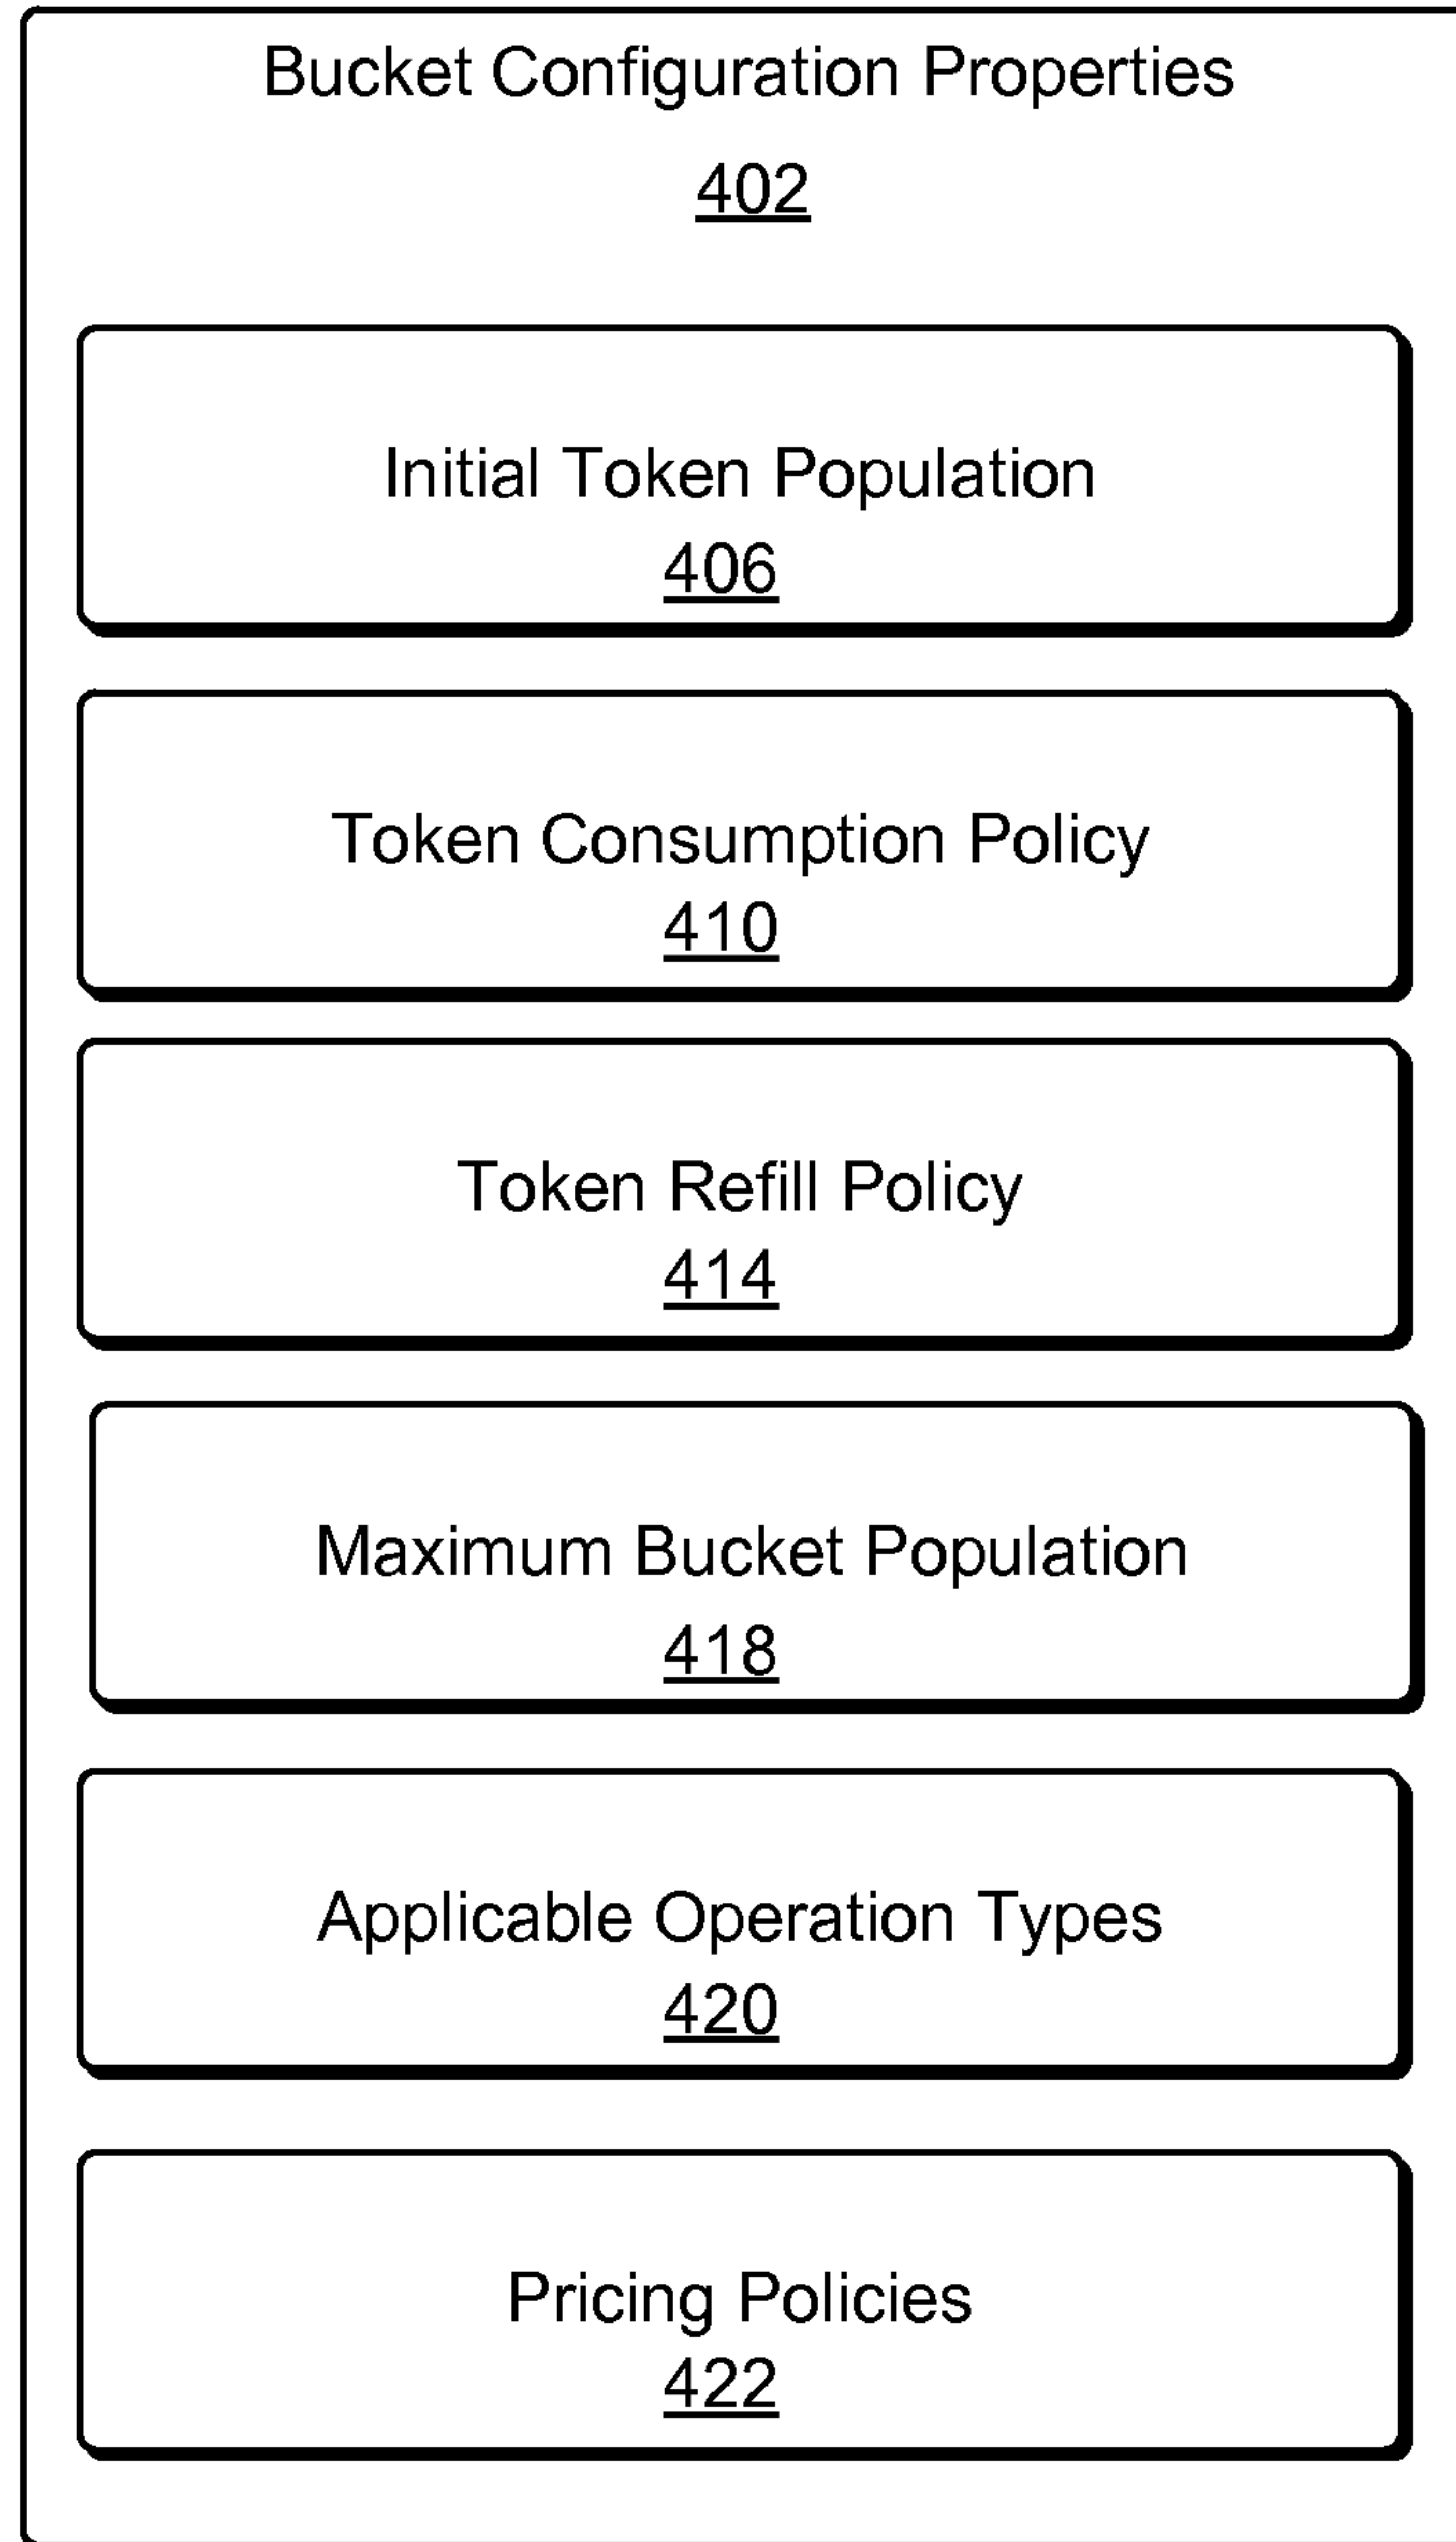 Bucket Configuration Properties
402
Initial Token Population
406
Token Consumption Policy
410
Token Refill Policy
414
Maximum Bucket Population
418
Applicable Operation Types
420
Pricing Policies
422